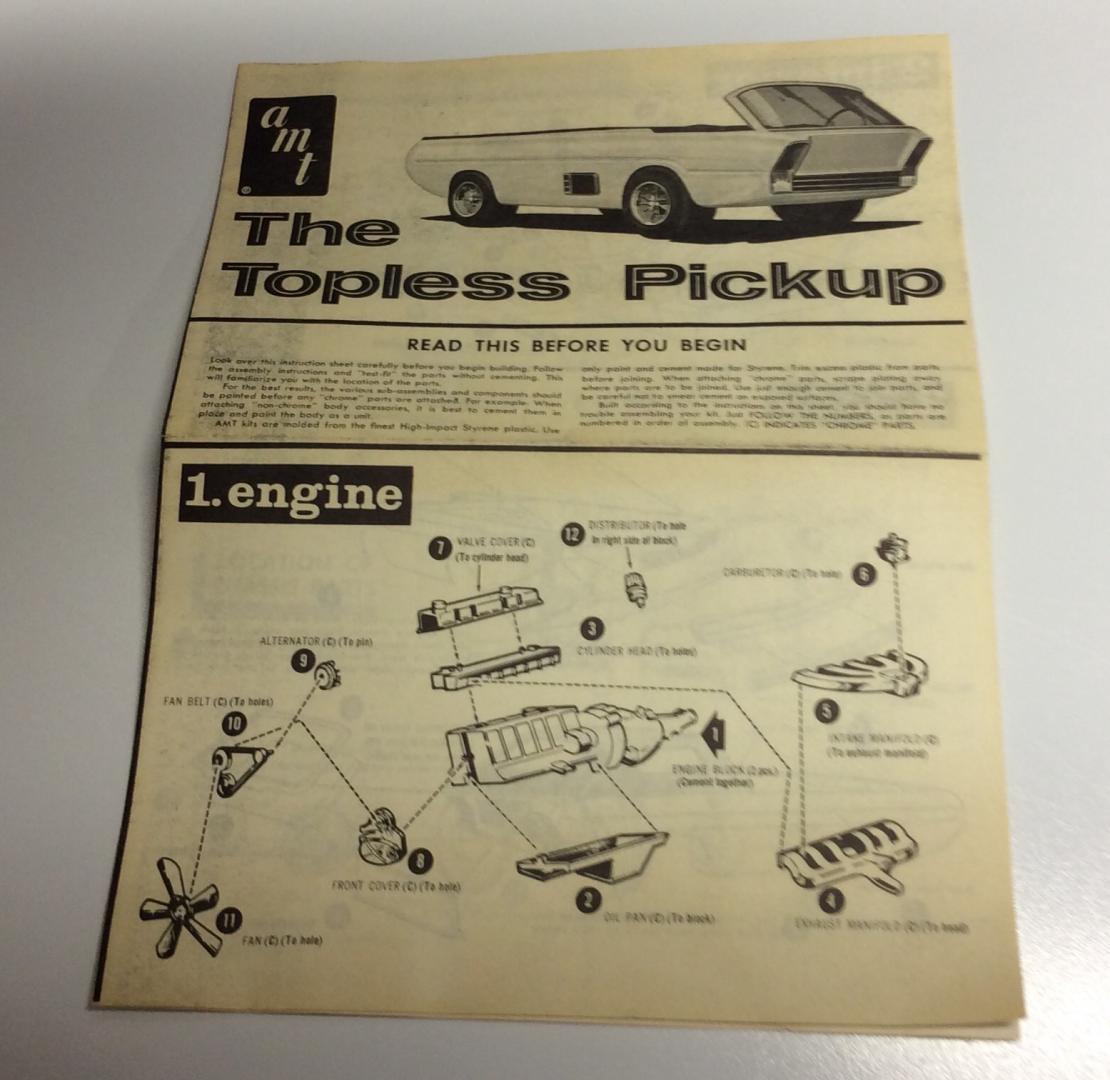 amt
The
Topless Pickup
READ THIS BEFORE YOU BEGIN
Look over this instruction sheet carefully before you begin building. Follow
the assembly instructions and "test-fit" the parts without cementing. This
will familiarize you with the location of the parts.
For the best results, the various sub-assemblies and components should
be painted before any "chrome" parts are attached. For example: When
attaching "non-chrome" body accessories, it is best to cement them in
place and paint the body as a unit.
AMT kits are molded from the finest High-Impact Styrene plastic. Use
only paint and cement made for Styrene. Trim excess plastic from parts
before joining. When attaching "chrome" parts, scrape plating away
where parts are to be joined. Use just enough cement to join parts, and
be careful not to smear cement on exposed surfaces.
Built according to the instructions on this sheet, you should have no
trouble assembling your kit. Just FOLLOW THE NUMBERS, as parts are
numbered in order of assembly. (C) INDICATES "CHROME" PARTS.
1. engine
7 VALVE COVER (C)
(To cylinder head)
12 DISTRIBUTOR (To hole
in right side of block)
CARBURETOR (C) (To hole) 6
3
CYLINDER HEAD (To holes)
ALTERNATOR (C) (To pin)
9
FAN BELT (C) (To holes)
10
5
INTAKE MANIFOLD (C)
(To exhaust manifold)
1
ENGINE BLOCK (2 pcs.)
(Cement together)
8
FRONT COVER (C) (To hole)
2
OIL PAN (C) (To block)
4
EXHAUST MANIFOLD (C) (To head)
11
FAN (C) (To hole)